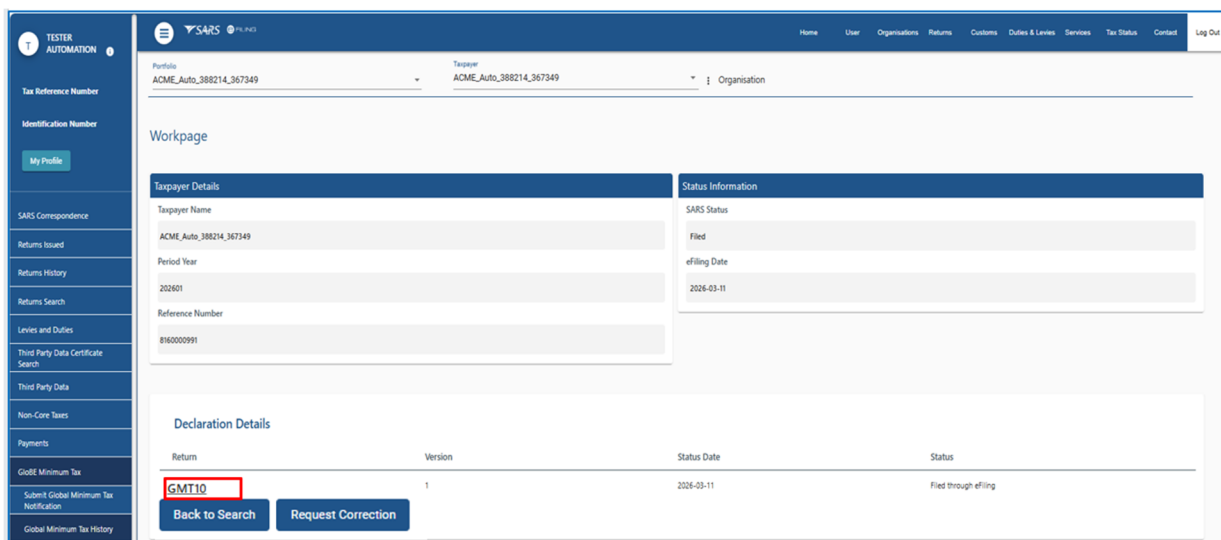 T
TESTER
AUTOMATION
Tax Reference Number
Identification Number
My Profile
SARS Correspondence
Returns Issued
Returns History
Returns Search
Levies and Duties
Third Party Data Certificate
Search
Third Party Data
Non-Core Taxes
Payments
GloBE Minimum Tax
Submit Global Minimum Tax
Notification
Global Minimum Tax History
SARS eFILING
Home User Organisations Returns Customs Duties & Levies Services Tax Status Contact Log Out
Portfolio
ACME_Auto_388214_367349
Taxpayer
ACME_Auto_388214_367349
Organisation
Workpage
Taxpayer Details
Taxpayer Name
ACME_Auto_388214_367349
Period Year
202601
Reference Number
8160000991
Status Information
SARS Status
Filed
eFiling Date
2026-03-11
Declaration Details
Return Version Status Date Status
GMT10 1 2026-03-11 Filed through eFiling
Back to Search Request Correction